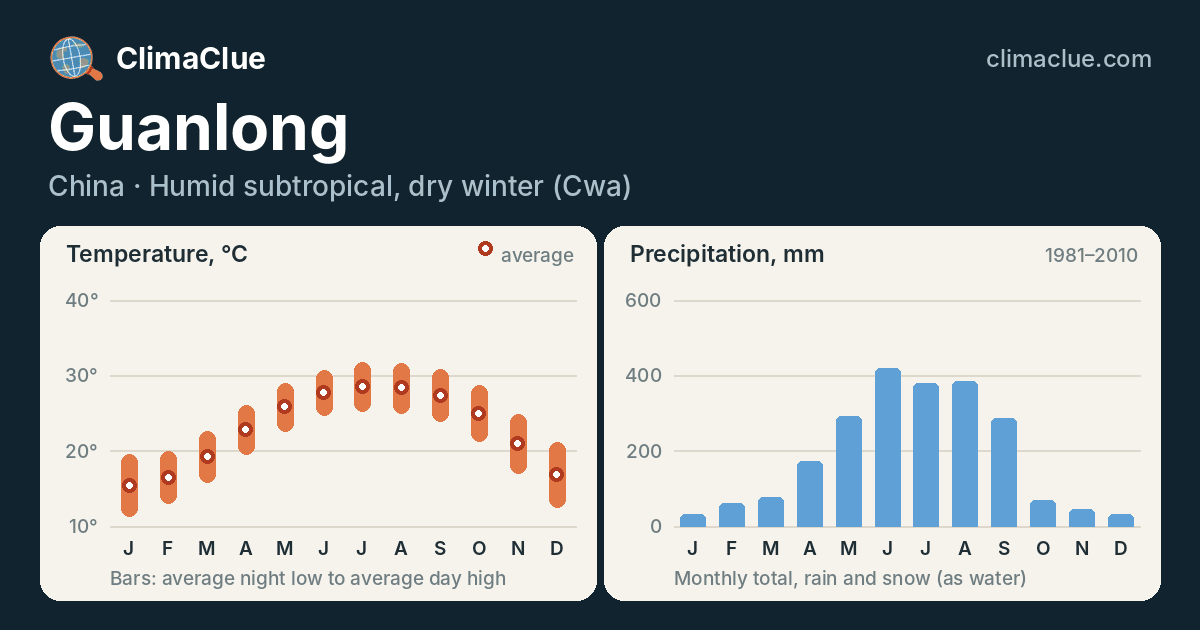 ClimaClue
climaclue.com
Guanlong
China · Humid subtropical, dry winter (Cwa)
Temperature, °C
average
40°
30°
20°
10°
J F M A M J J A S O N D
Bars: average night low to average day high
Precipitation, mm
1981–2010
600
400
200
0
J F M A M J J A S O N D
Monthly total, rain and snow (as water)